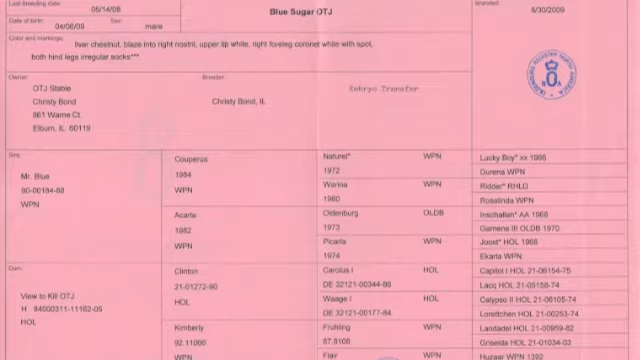 Last breeding date: 05/14/08
Blue Sugar OTJ
Branded: 8/30/2009
Date of birth: 04/06/09 Sex: mare
Color and markings: liver chestnut, blaze into right nostril, upper lip white, right foreleg coronet white with spot,
both hind legs irregular socks***
Owner: Breeder:
OTJ Stable Embryo Transfer
Christy Bond Christy Bond, IL
861 Warne Ct.
Elburn, IL 60119
Sire:
Mr. Blue
80-00184-88
WPN
Couperus
1984
WPN
Acarla
1982
WPN
Naturel* WPN
1972
Warina WPN
1980
Oldenburg OLDB
1973
Picarla WPN
1974
Lucky Boy* xx 1966
Durena WPN
Ridder* RHLD
Rosalinda WPN
Inschallah* AA 1968
Gamene III OLDB 1970
Joost* HOL 1968
Ekarla WPN
Dam:
View to Kill OTJ
H 84000311-11162-05
HOL
Clinton
21-01272-90
HOL
Kimberly
92.11066
WPN
Carolus I HOL
DE 32121-00344-86
Waage I HOL
DE 32121-00177-84
Fruhling WPN
87.8106
Flair WPN
Capitol I HOL 21-06154-75
Lacq HOL 21-05158-74
Calypso II HOL 21-06105-74
Lorettchen HOL 21-00253-74
Landadel HOL 21-00959-82
Griselda HOL 21-01034-03
Huzaar WPN 1392